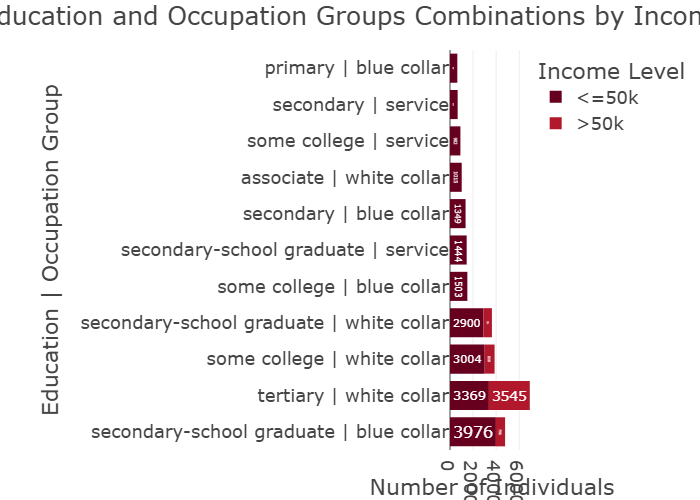 ducation and Occupation Groups Combinations by Incom
Income Level
<=50k
>50k
Education | Occupation Group
primary | blue collar
secondary | service
some college | service
associate | white collar
secondary | blue collar 1349
secondary-school graduate | service 1444
some college | blue collar 1503
secondary-school graduate | white collar 2900
some college | white collar 3004
tertiary | white collar 3369 3545
secondary-school graduate | blue collar 3976
0 2000 4000 6000
Number of Individuals